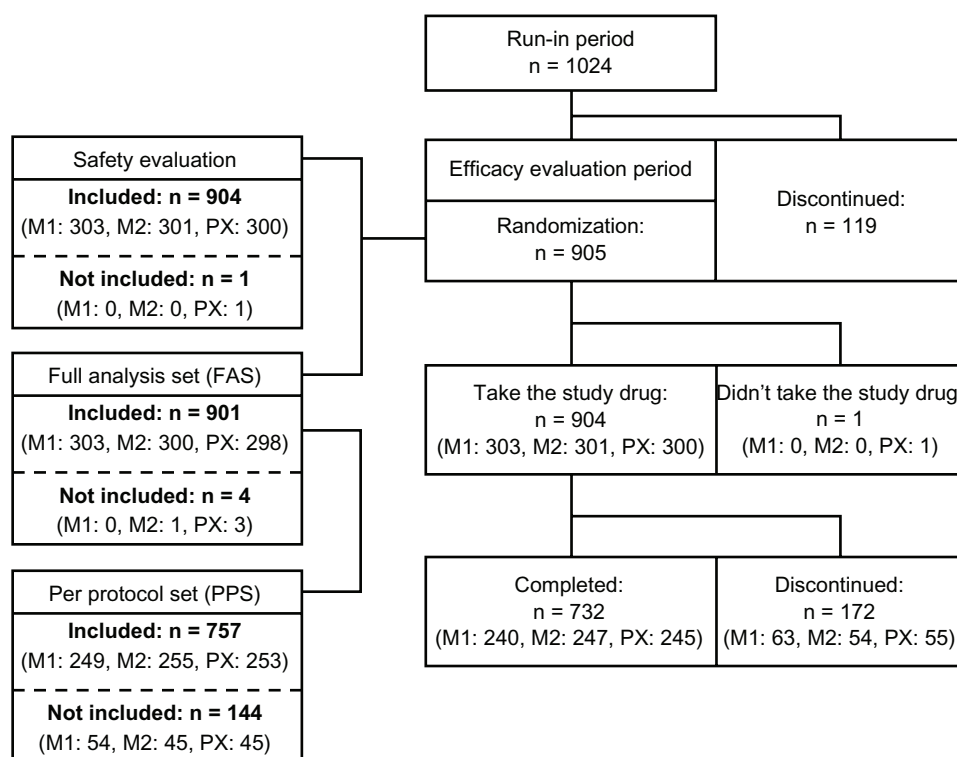 Run-in period
n = 1024
Safety evaluation
Included: n = 904
(M1: 303, M2: 301, PX: 300)
Not included: n = 1
(M1: 0, M2: 0, PX: 1)
Efficacy evaluation period
Randomization:
n = 905
Discontinued:
n = 119
Full analysis set (FAS)
Included: n = 901
(M1: 303, M2: 300, PX: 298)
Not included: n = 4
(M1: 0, M2: 1, PX: 3)
Take the study drug:
n = 904
(M1: 303, M2: 301, PX: 300)
Didn’t take the study drug
n = 1
(M1: 0, M2: 0, PX: 1)
Per protocol set (PPS)
Included: n = 757
(M1: 249, M2: 255, PX: 253)
Not included: n = 144
(M1: 54, M2: 45, PX: 45)
Completed:
n = 732
(M1: 240, M2: 247, PX: 245)
Discontinued:
n = 172
(M1: 63, M2: 54, PX: 55)